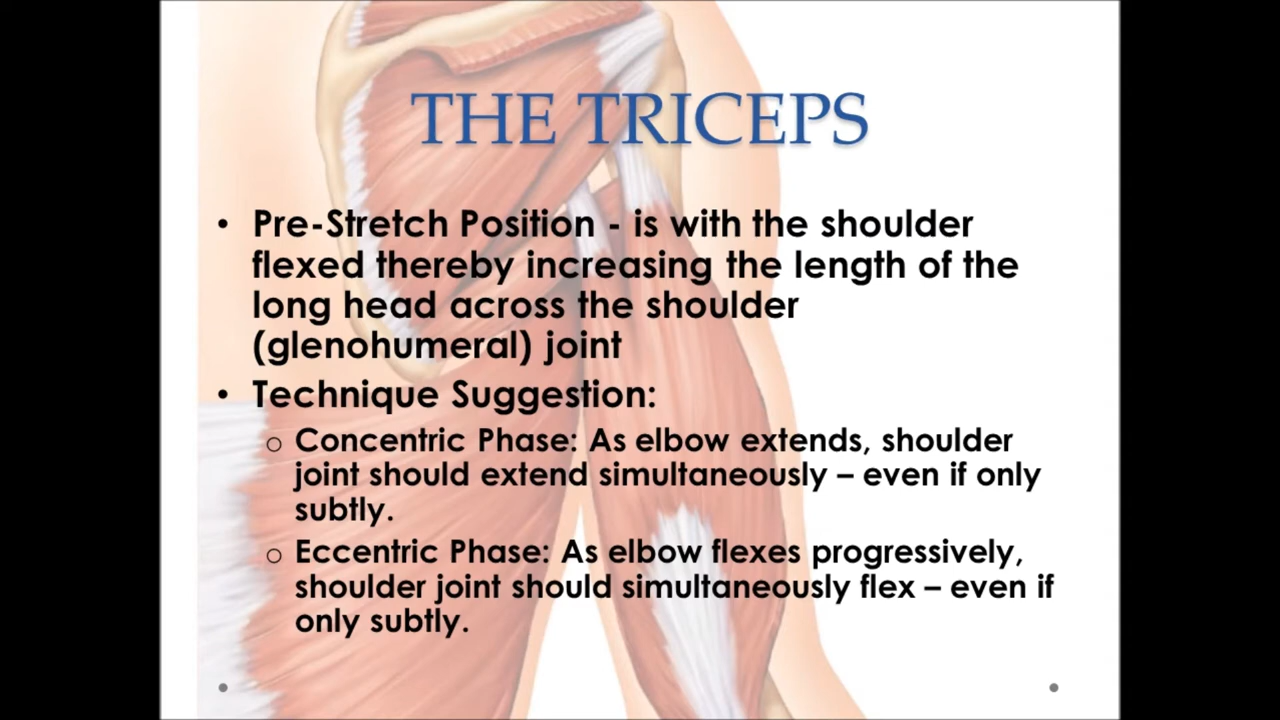 THE TRICEPS
• Pre-Stretch Position - is with the shoulder
flexed thereby increasing the length of the
long head across the shoulder
(glenohumeral) joint
• Technique Suggestion:
o Concentric Phase: As elbow extends, shoulder
joint should extend simultaneously – even if only
subtly.
o Eccentric Phase: As elbow flexes progressively,
shoulder joint should simultaneously flex – even if
only subtly.